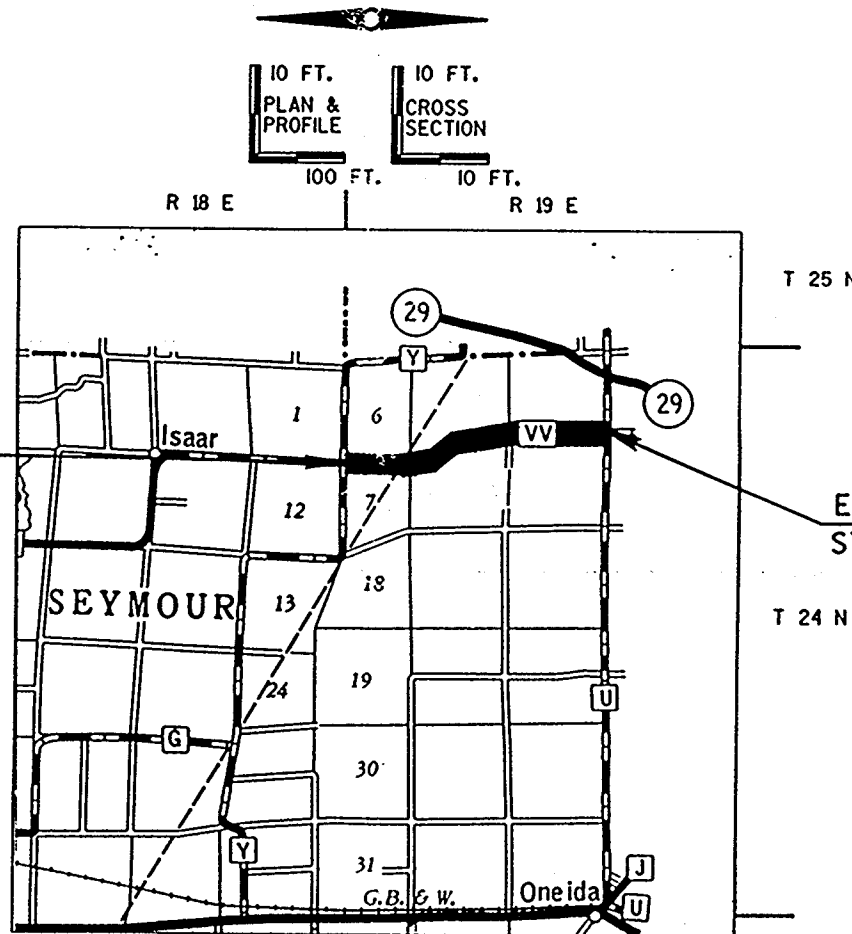 10 FT.
PLAN &
PROFILE
100 FT.
10 FT.
CROSS
SECTION
10 FT.
R 18 E
R 19 E
T 25 N
29
Y
29
1
6
Isaar
VV
12
7
E
S
13
18
SEYMOUR
T 24 N
24
19
U
G
30
Y
31
J
G.B. & W.
Oneida
U